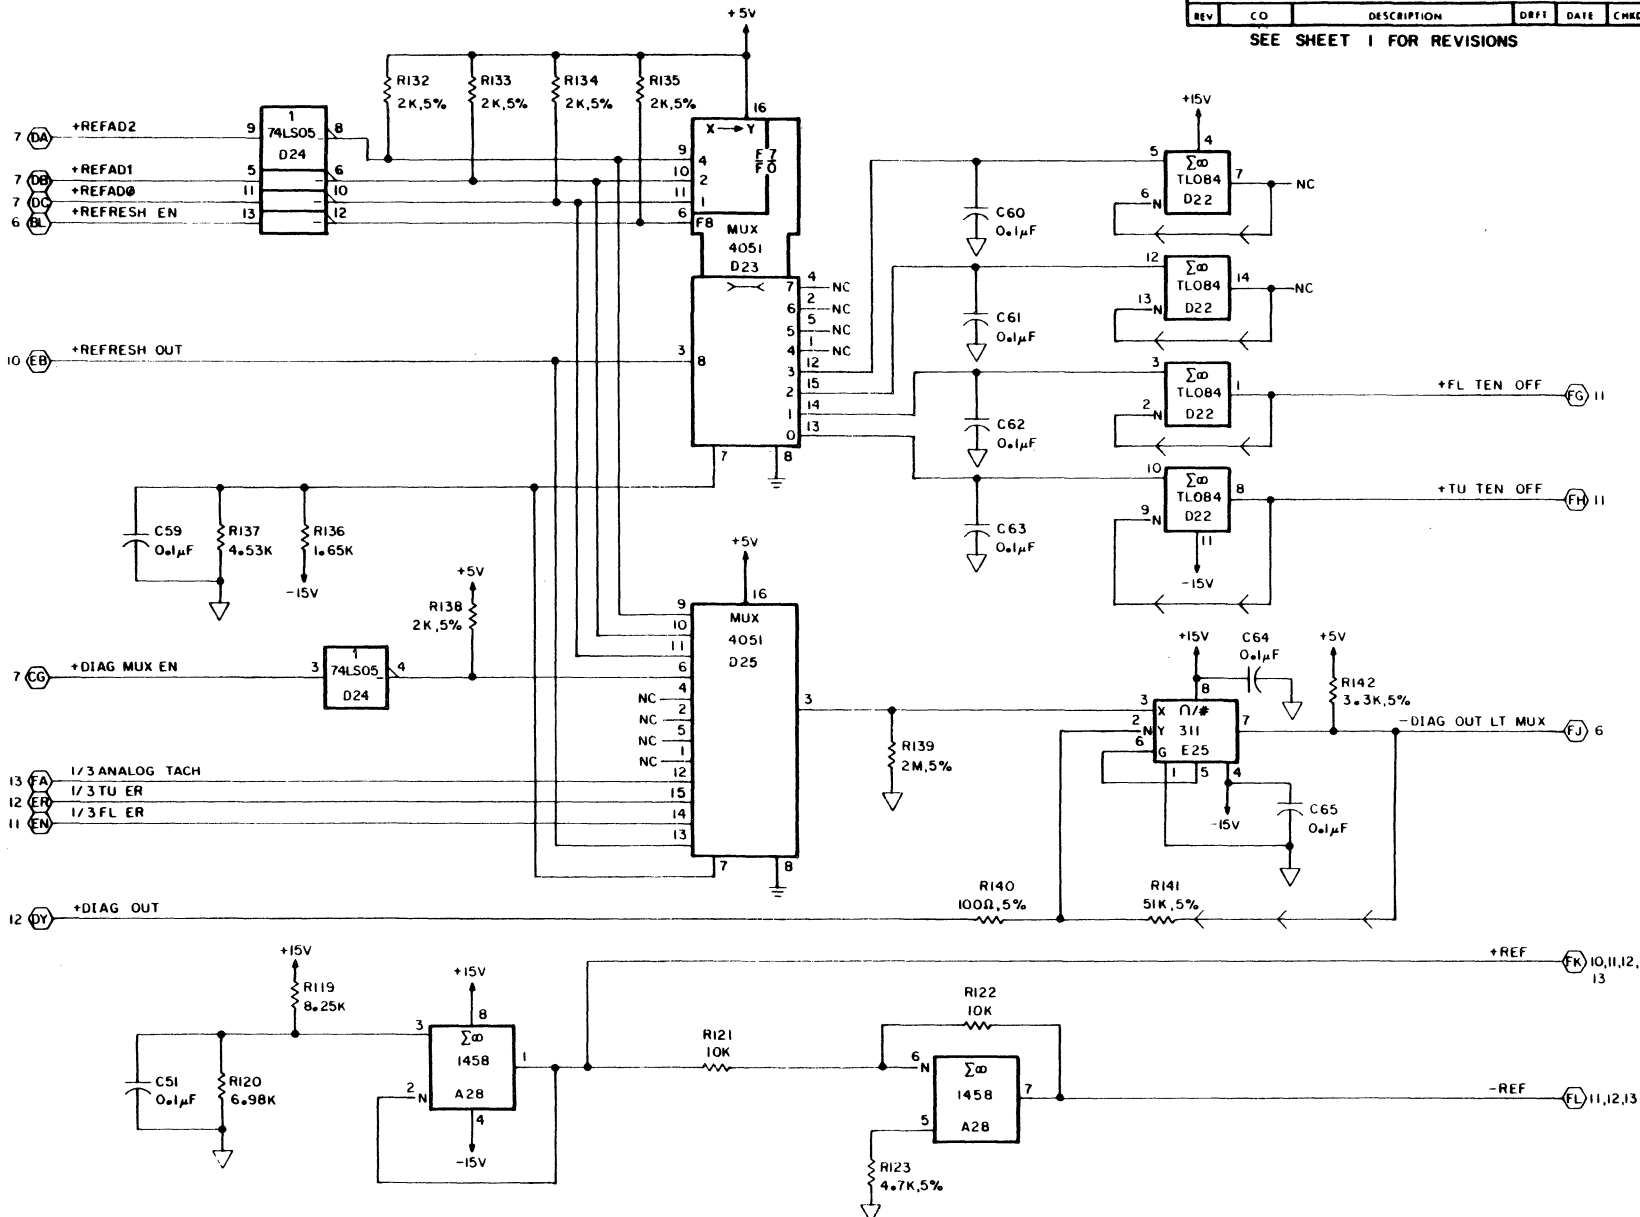 REV CO DESCRIPTION DRFT DATE CHKD
SEE SHEET 1 FOR REVISIONS
+5V
R132 2K,5%
R133 2K,5%
R134 2K,5%
R135 2K,5%
7 DA +REFAD2 9
7 DB +REFAD1 5
7 DC +REFADØ 11
6 BL +REFRESH EN 13
1
74LS05
D24
8
6
10
12
16
X → Y
9 4
10 2
11 1
6 F8
F7
F0
MUX
4051
D23
10 EB +REFRESH OUT 3 8
7 4 NC
6 2 NC
5 5 NC
4 1 NC
3 12
2 15
1 14
0 13
7 8
C60
0.1µF
C61
0.1µF
C62
0.1µF
C63
0.1µF
+15V
4
5 Σ∞ 7 NC
TL084
6 N D22
12 Σ∞ 14 NC
TL084
13 N D22
3 Σ∞ 1 +FL TEN OFF FG 11
TL084
2 N D22
10 Σ∞ 8 +TU TEN OFF FH 11
TL084
9 N D22
11
-15V
C59
0.1µF
R137
4.53K
R136
1.65K
-15V
+5V
R138
2K,5%
7 CG +DIAG MUX EN 3
1
74LS05
D24
4
+5V
16
MUX
4051
D25
9
10
11
6
NC 4
NC 2
NC 5
NC 1
13 FA 1/3 ANALOG TACH 12
12 ER 1/3 TU ER 15
11 EN 1/3 FL ER 14
13
7 8
3
R139
2M,5%
+15V
C64
0.1µF
+5V
R142
3.3K,5%
8
3 X ∩/#
2 N Y 311
6 G E25
7
1 5 4
-15V
C65
0.1µF
-DIAG OUT LT MUX FJ 6
12 DY +DIAG OUT
R140
100Ω,5%
R141
51K,5%
+15V
R119
8.25K
C51
0.1µF
R120
6.98K
+15V
8
3 Σ∞
1458
2 N A28
1
4
-15V
R121
10K
R122
10K
6 N Σ∞
1458
5 A28
7
R123
4.7K,5%
+REF FK 10,11,12,
13
-REF FL 11,12,13